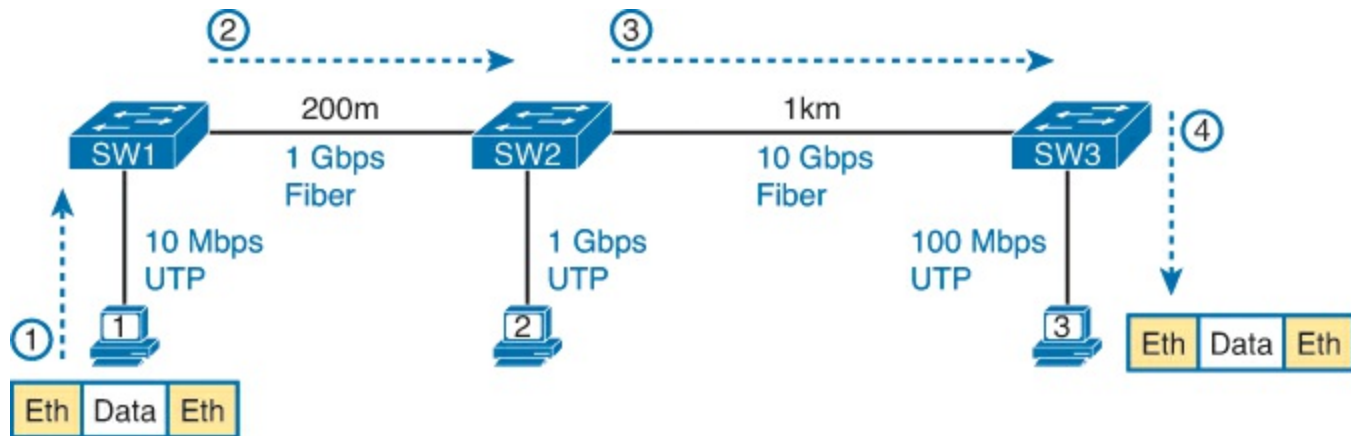 2
3
200m
1km
4
SW1
SW2
SW3
1 Gbps
Fiber
10 Gbps
Fiber
10 Mbps
UTP
1 Gbps
UTP
100 Mbps
UTP
1
1
2
3
Eth Data Eth
Eth Data Eth